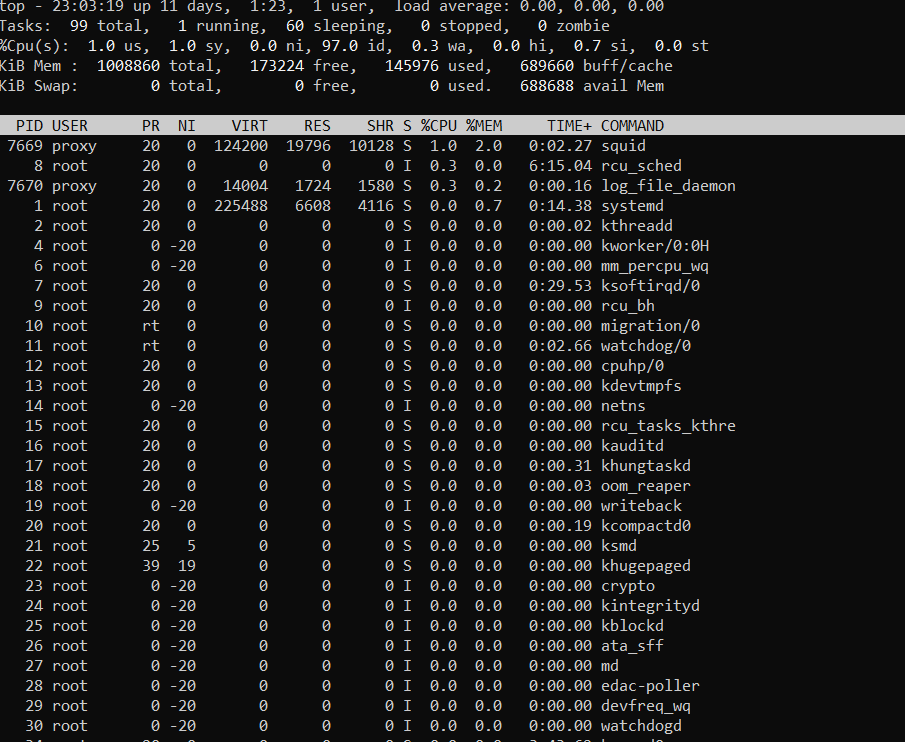 top - 23:03:19 up 11 days,  1:23,  1 user,  load average: 0.00, 0.00, 0.00
Tasks:  99 total,   1 running,  60 sleeping,   0 stopped,   0 zombie
%Cpu(s):  1.0 us,  1.0 sy,  0.0 ni, 97.0 id,  0.3 wa,  0.0 hi,  0.7 si,  0.0 st
KiB Mem :  1008860 total,   173224 free,   145976 used,   689660 buff/cache
KiB Swap:        0 total,        0 free,        0 used.   688688 avail Mem
PID USER      PR  NI    VIRT    RES    SHR S %CPU %MEM     TIME+ COMMAND
7669 proxy     20   0  124200  19796  10128 S  1.0  2.0   0:02.27 squid
8 root      20   0       0      0      0 I  0.3  0.0   6:15.04 rcu_sched
7670 proxy     20   0   14004   1724   1580 S  0.3  0.2   0:00.16 log_file_daemon
1 root      20   0  225488   6608   4116 S  0.0  0.7   0:14.38 systemd
2 root      20   0       0      0      0 S  0.0  0.0   0:00.02 kthreadd
4 root       0 -20       0      0      0 I  0.0  0.0   0:00.00 kworker/0:0H
6 root       0 -20       0      0      0 I  0.0  0.0   0:00.00 mm_percpu_wq
7 root      20   0       0      0      0 S  0.0  0.0   0:29.53 ksoftirqd/0
9 root      20   0       0      0      0 I  0.0  0.0   0:00.00 rcu_bh
10 root      rt   0       0      0      0 S  0.0  0.0   0:00.00 migration/0
11 root      rt   0       0      0      0 S  0.0  0.0   0:02.66 watchdog/0
12 root      20   0       0      0      0 S  0.0  0.0   0:00.00 cpuhp/0
13 root      20   0       0      0      0 S  0.0  0.0   0:00.00 kdevtmpfs
14 root       0 -20       0      0      0 I  0.0  0.0   0:00.00 netns
15 root      20   0       0      0      0 S  0.0  0.0   0:00.00 rcu_tasks_kthre
16 root      20   0       0      0      0 S  0.0  0.0   0:00.00 kauditd
17 root      20   0       0      0      0 S  0.0  0.0   0:00.31 khungtaskd
18 root      20   0       0      0      0 S  0.0  0.0   0:00.03 oom_reaper
19 root       0 -20       0      0      0 I  0.0  0.0   0:00.00 writeback
20 root      20   0       0      0      0 S  0.0  0.0   0:00.19 kcompactd0
21 root      25   5       0      0      0 S  0.0  0.0   0:00.00 ksmd
22 root      39  19       0      0      0 S  0.0  0.0   0:00.00 khugepaged
23 root       0 -20       0      0      0 I  0.0  0.0   0:00.00 crypto
24 root       0 -20       0      0      0 I  0.0  0.0   0:00.00 kintegrityd
25 root       0 -20       0      0      0 I  0.0  0.0   0:00.00 kblockd
26 root       0 -20       0      0      0 I  0.0  0.0   0:00.00 ata_sff
27 root       0 -20       0      0      0 I  0.0  0.0   0:00.00 md
28 root       0 -20       0      0      0 I  0.0  0.0   0:00.00 edac-poller
29 root       0 -20       0      0      0 I  0.0  0.0   0:00.00 devfreq_wq
30 root       0 -20       0      0      0 I  0.0  0.0   0:00.00 watchdogd